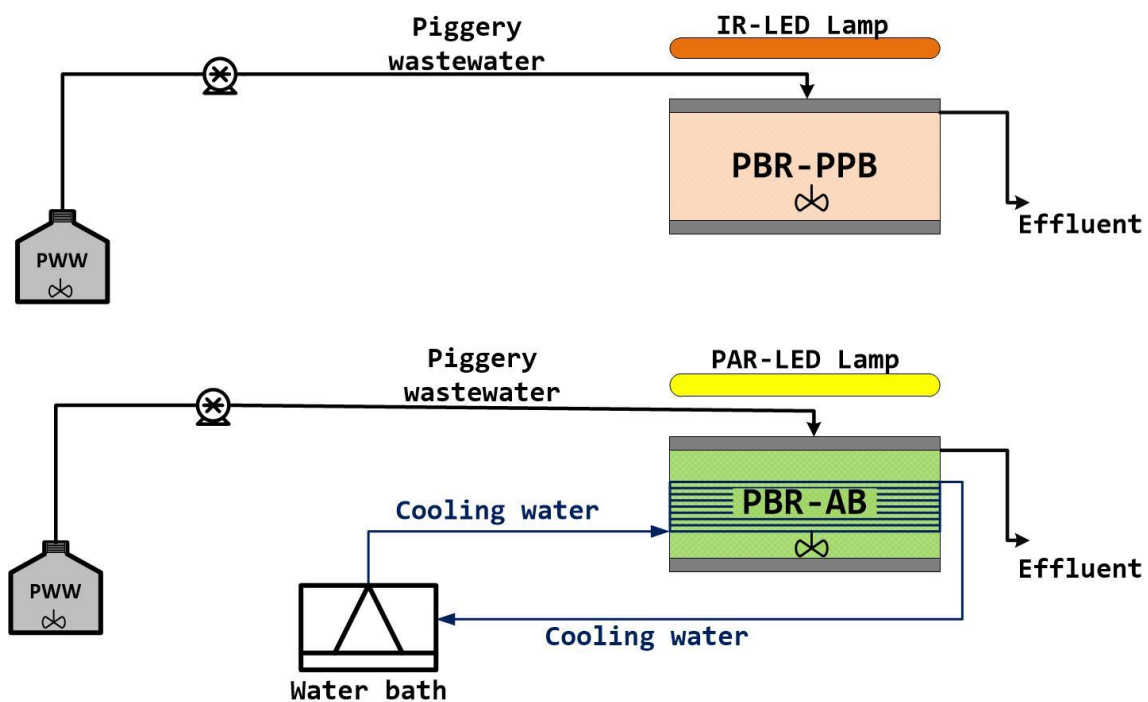 Piggery
wastewater
IR-LED Lamp
PBR-PPB
PWW
Effluent
Piggery
wastewater
PAR-LED Lamp
PBR-AB
Cooling water
PWW
Effluent
Cooling water
Water bath